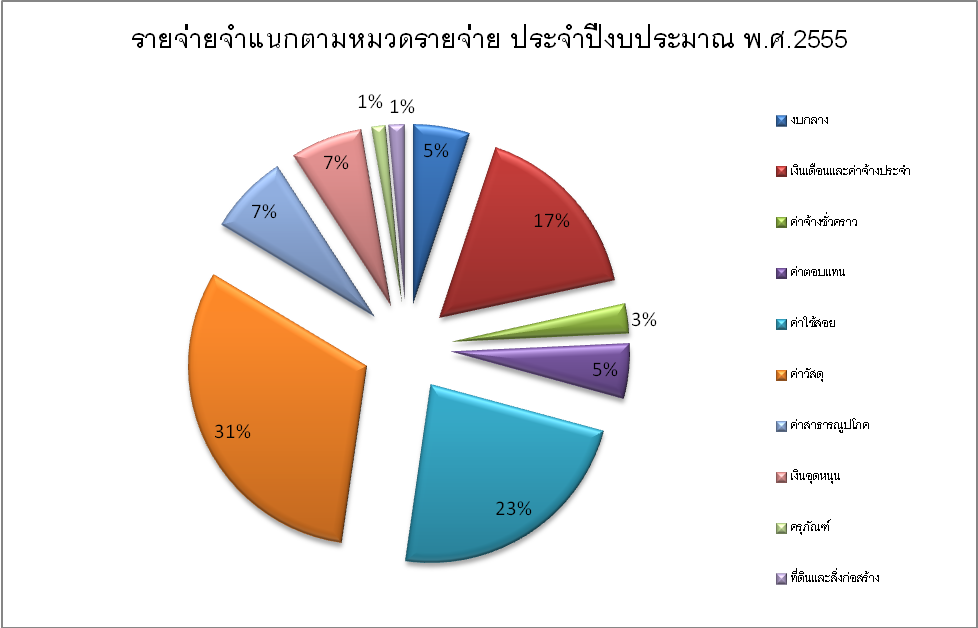 รายจ่ายจำแนกตามหมวดรายจ่าย ประจำปีงบประมาณ พ.ศ.2555
1%
1%
5%
7%
7%
17%
3%
5%
31%
23%
งบกลาง
เงินเดือนและค่าจ้างประจำ
ค่าจ้างชั่วคราว
ค่าตอบแทน
ค่าใช้สอย
ค่าวัสดุ
ค่าสาธารณูปโภค
เงินอุดหนุน
ครุภัณฑ์
ที่ดินและสิ่งก่อสร้าง